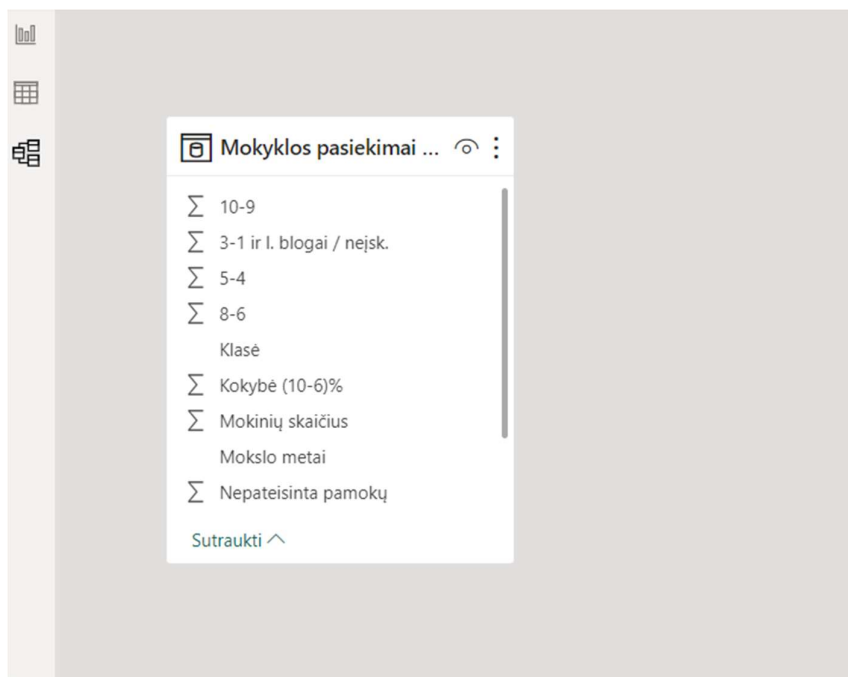 Mokyklos pasiekimai ...
∑ 10-9
∑ 3-1 ir l. blogai / neįsk.
∑ 5-4
∑ 8-6
Klasė
∑ Kokybė (10-6)%
∑ Mokinių skaičius
Mokslo metai
∑ Nepateisinta pamokų
Sutraukti